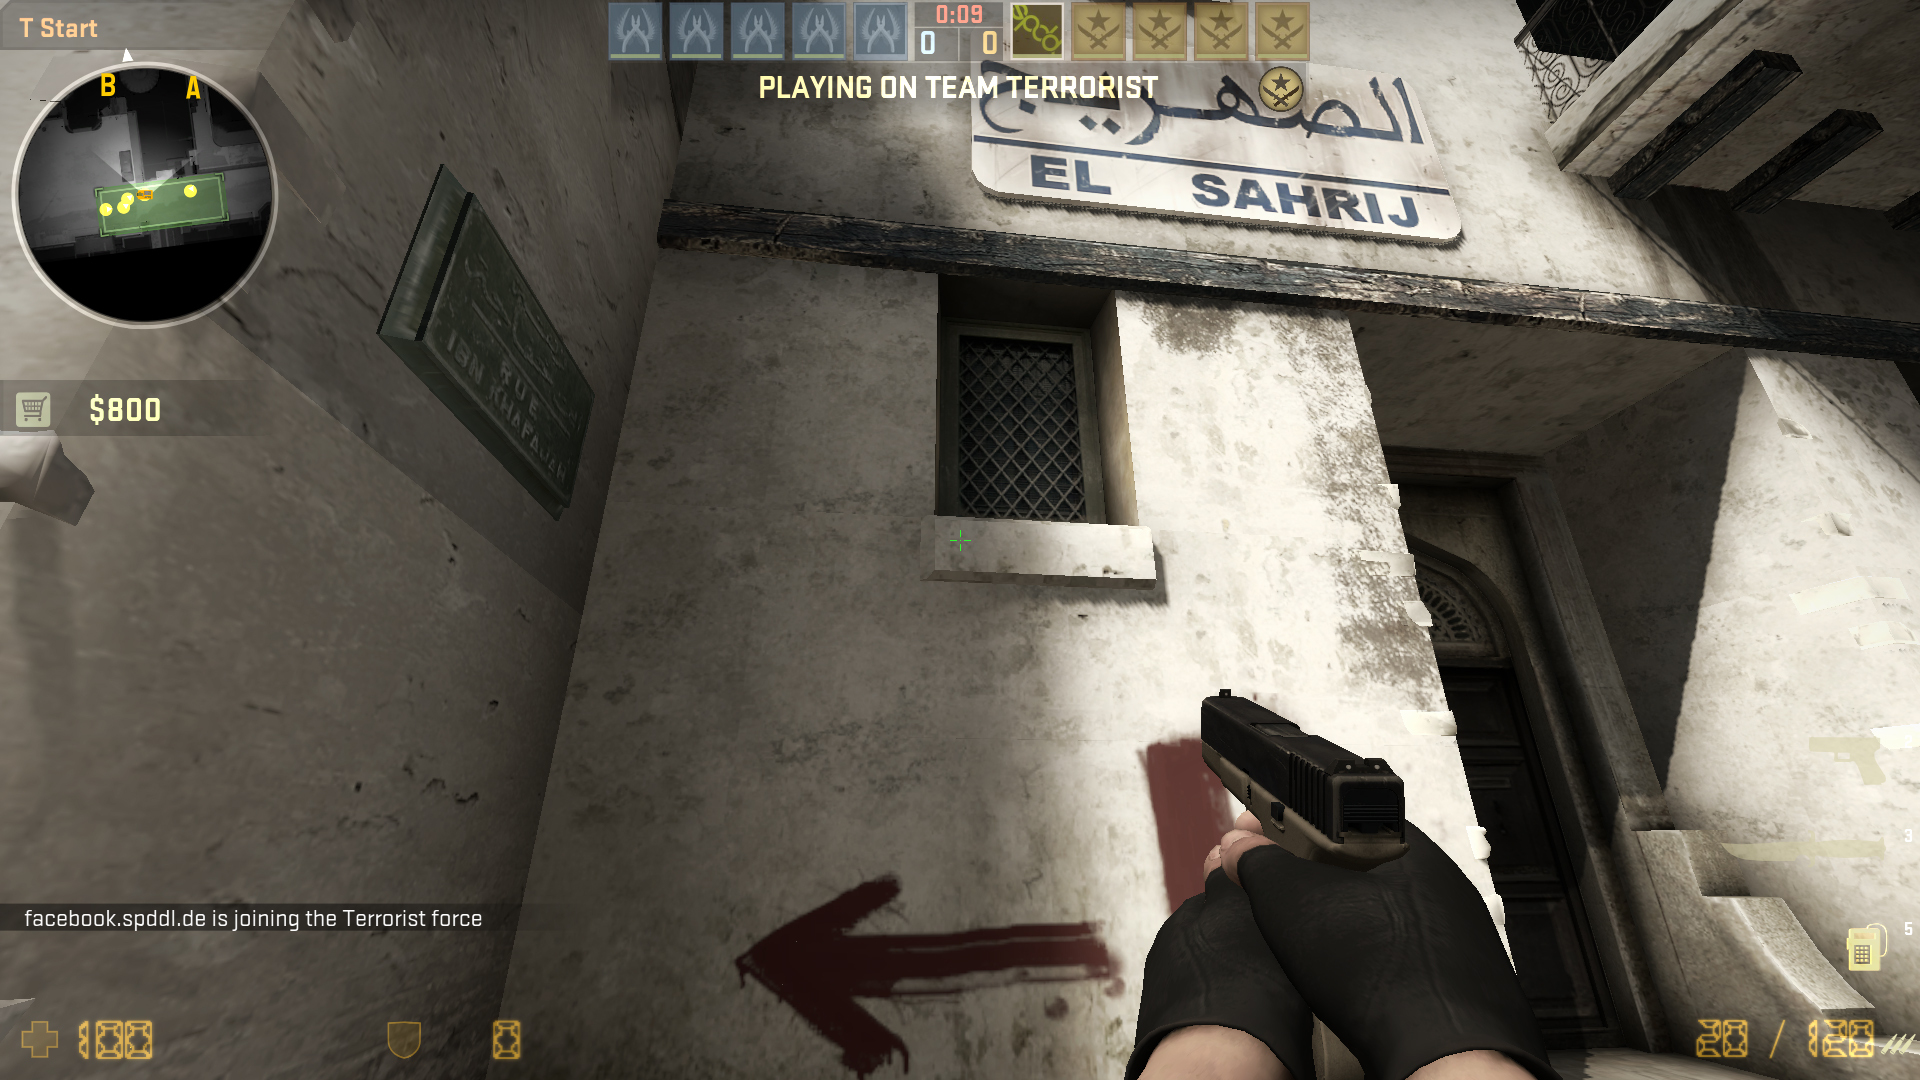 T Start
0:09
0 0
B A
PLAYING ON TEAM TERRORIST
الصهريج
EL SAHRIJ
RUE
IBN KHAFAJAH
$800
3
facebook.spddl.de is joining the Terrorist force
5
100
0
20 / 120